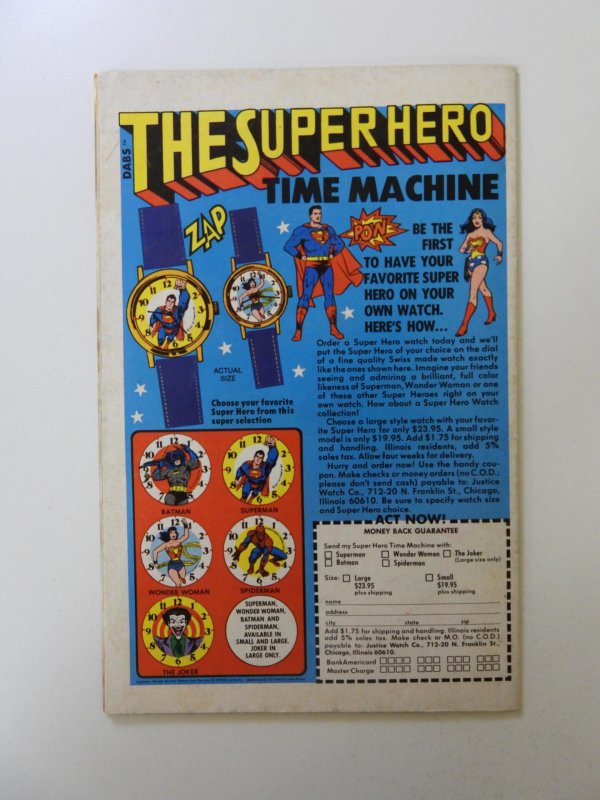 DABS™
THE SUPER HERO
TIME MACHINE
ZAP
POW
BE THE
FIRST
TO HAVE YOUR
FAVORITE SUPER
HERO ON YOUR
OWN WATCH.
HERE'S HOW...
ACTUAL
SIZE
Choose your favorite
Super Hero from this
super selection
Order a Super Hero watch today and we'll
put the Super Hero of your choice on the dial
of a fine quality Swiss made watch exactly
like the ones shown here. Imagine your friends
seeing and admiring a brilliant, full color
likeness of Superman, Wonder Woman or one
of these other Super Heroes right on your
own watch. How about a Super Hero Watch
collection!
Choose a large style watch with your favor-
ite Super Hero for only $23.95. A small style
model is only $19.95. Add $1.75 for shipping
and handling. Illinois residents, add 5%
sales tax. Allow four weeks for delivery.
Hurry and order now! Use the handy cou-
pon. Make checks or money orders (no C.O.D.;
please don't send cash) payable to: Justice
Watch Co., 712-20 N. Franklin St., Chicago,
Illinois 60610. Be sure to specify watch size
and Super Hero choice.
BATMAN
SUPERMAN
WONDER WOMAN
SPIDERMAN
THE JOKER
SUPERMAN,
WONDER WOMAN,
BATMAN AND
SPIDERMAN,
AVAILABLE IN
SMALL AND LARGE.
JOKER IN
LARGE ONLY.
ACT NOW!
MONEY BACK GUARANTEE
Send my Super Hero Time Machine with:
Superman Wonder Woman The Joker
Batman Spiderman (Large size only)
Size: Large Small
$23.95 $19.95
plus shipping plus shipping
name
address
city state zip
Add $1.75 for shipping and handling. Illinois residents
add 5% sales tax. Make check or M.O. (no C.O.D.)
payable to: Justice Watch Co., 712-20 N. Franklin St.,
Chicago, Illinois 60610.
BankAmericard
Master Charge